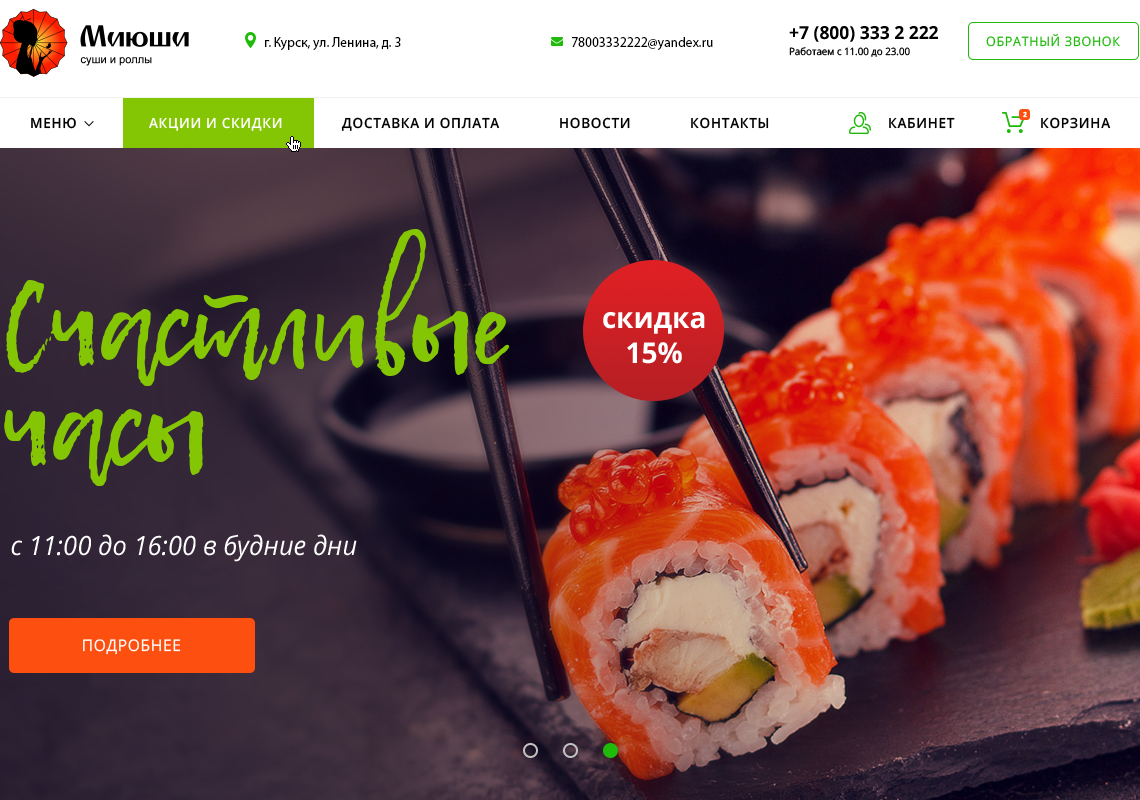 Миюши
суши и роллы
г. Курск, ул. Ленина, д. 3
78003332222@yandex.ru
+7 (800) 333 2 222
Работаем с 11.00 до 23.00
ОБРАТНЫЙ ЗВОНОК
МЕНЮ
АКЦИИ И СКИДКИ
ДОСТАВКА И ОПЛАТА
НОВОСТИ
КОНТАКТЫ
КАБИНЕТ
2
КОРЗИНА
Счастливые
часы
скидка
15%
с 11:00 до 16:00 в будние дни
ПОДРОБНЕЕ